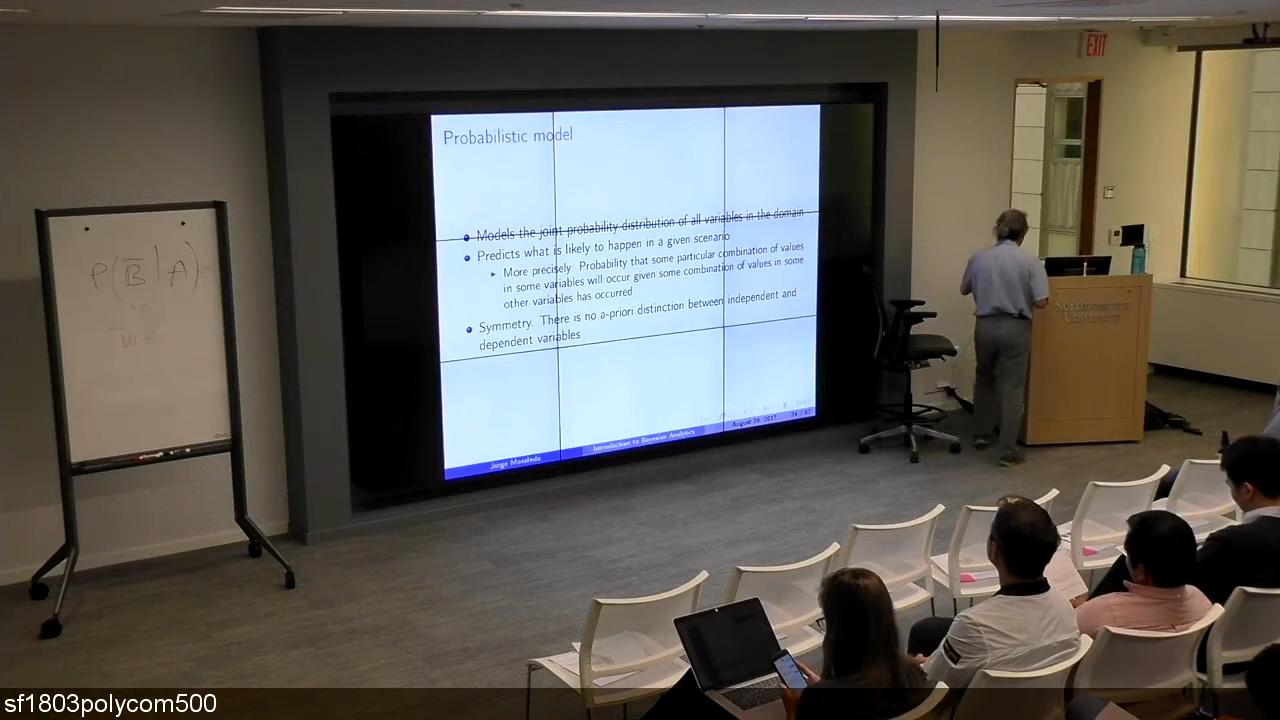 EXIT
Probabilistic model
Models the joint probability distribution of all variables in the domain
Predicts what is likely to happen in a given scenario
More precisely Probability that some particular combination of values
in some variables will occur given some combination of values in some
other variables has occurred
Symmetry. There is no a-priori distinction between independent and
dependent variables
Jorge Moraleda
Introduction to Bayesian Analytics
August 29, 2017
P(B̅|A)
Northwestern
University
sf1803polycom500